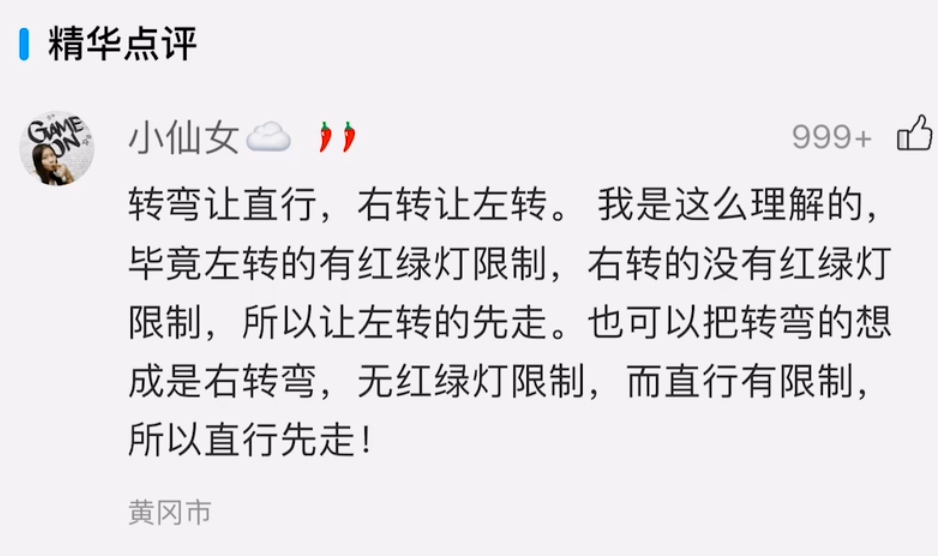 精华点评
GAME
ON
小仙女☁️🌶️🌶️
999+
转弯让直行，右转让左转。 我是这么理解的，
毕竟左转的有红绿灯限制，右转的没有红绿灯
限制，所以让左转的先走。也可以把转弯的想
成是右转弯，无红绿灯限制，而直行有限制，
所以直行先走！
黄冈市